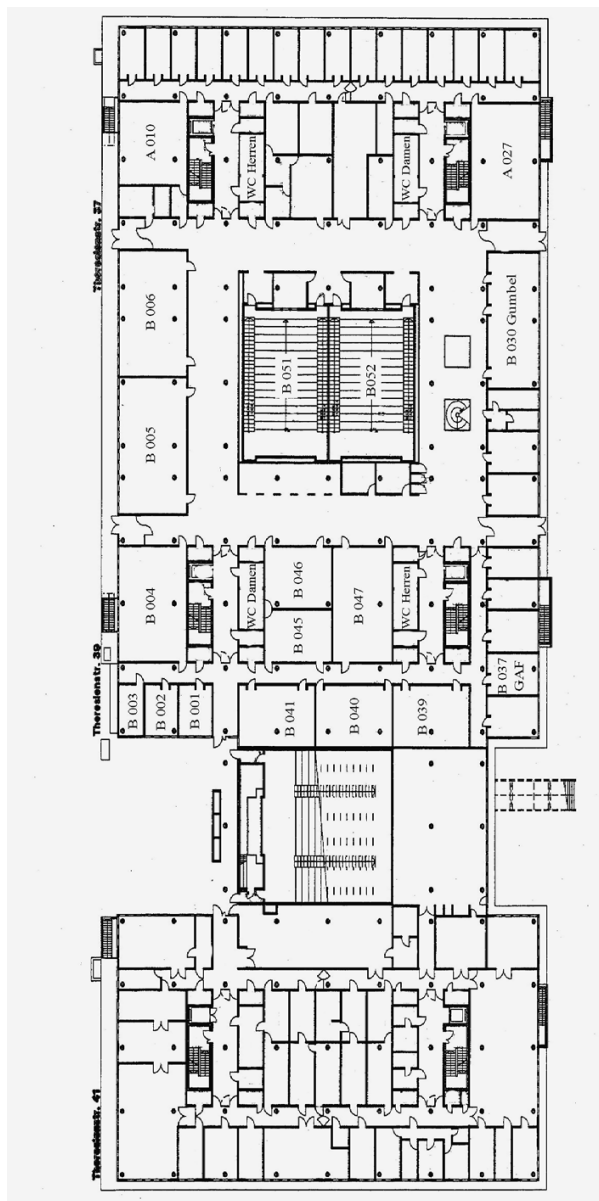 Theresienstr. 37
A 010
WC Herren
WC Damen
A 027
B 006
B 051
B052
B 030 Gumbel
B 005
B 004
WC Damen
B 046
B 045
B 047
WC Herren
Theresienstr. 39
B 003
B 002
B 001
B 041
B 040
B 039
B 037
GAF
Theresienstr. 41